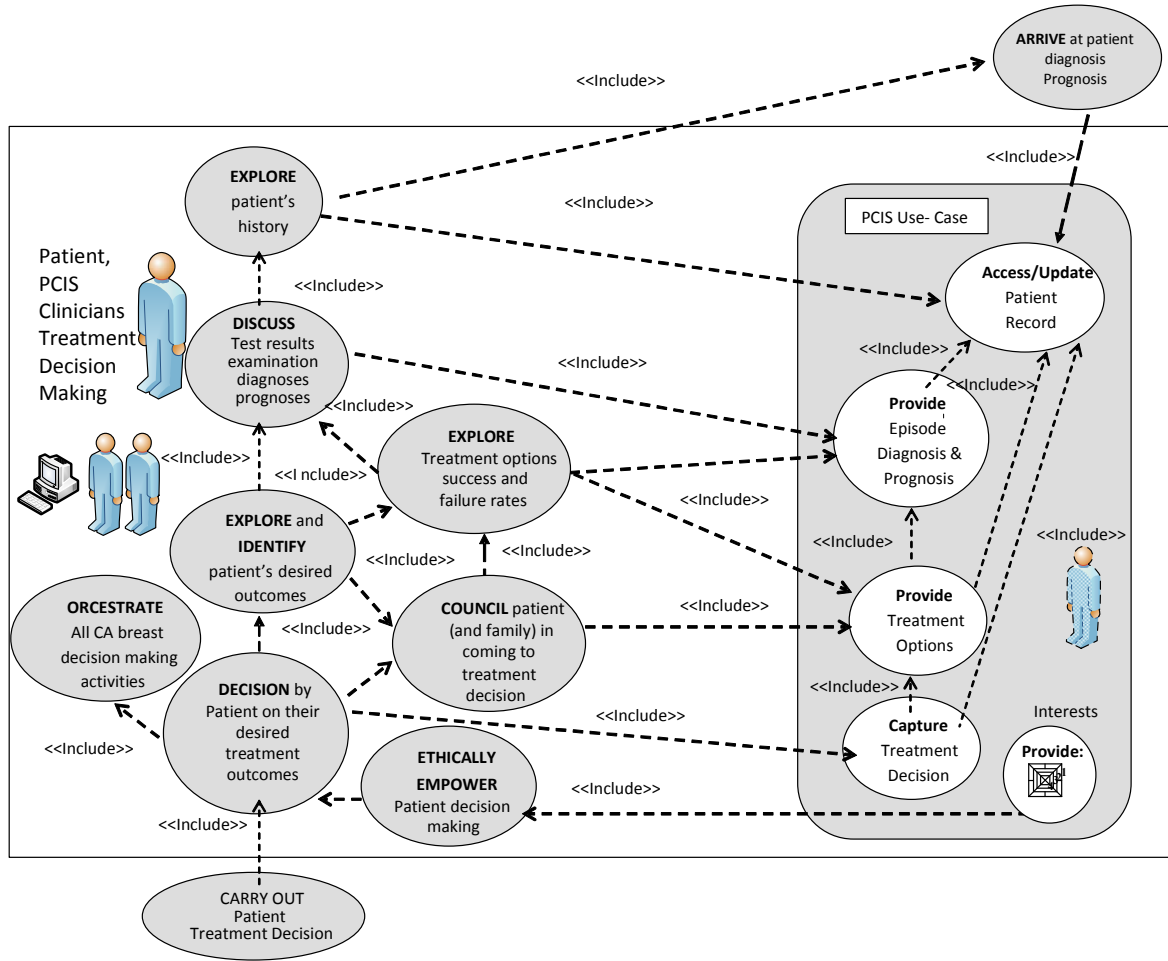 ARRIVE at patient
diagnosis
Prognosis
<<Include>>
<<Include>>
EXPLORE
patient's
history
<<Include>>
PCIS Use- Case
Patient,
PCIS
Clinicians
Treatment
Decision
Making
<<Include>>
Access/Update
Patient
Record
DISCUSS
Test results
examination
diagnoses
prognoses
<<Include>>
<<Include>>
<<Include>>
<<Include>>
Provide
Episode
Diagnosis &
Prognosis
EXPLORE
Treatment options
success and
failure rates
<<Include>>
<<I nclude>>
<<Include>>
EXPLORE and
IDENTIFY
patient's desired
outcomes
<<Include>>
<<Include>>
<<Include>
<<Include>>
Provide
Treatment
Options
ORCESTRATE
All CA breast
decision making
activities
<<Include>>
COUNCIL patient
(and family) in
coming to
treatment
decision
<<Include>>
DECISION by
Patient on their
desired
treatment
outcomes
<<Include>>
<<Include>>
Capture
Treatment
Decision
Interests
Provide:
<<Include>>
ETHICALLY
EMPOWER
Patient decision
making
<<Include>>
<<Include>>
CARRY OUT
Patient
Treatment Decision